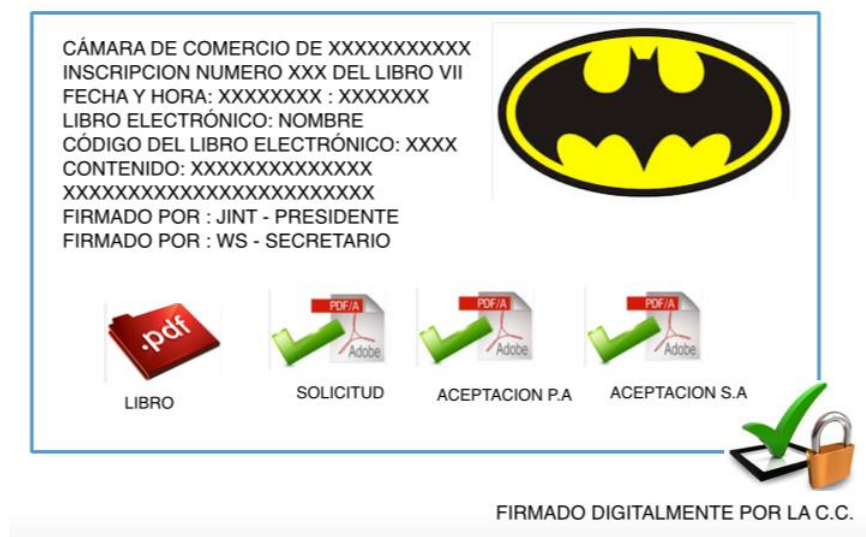 CÁMARA DE COMERCIO DE XXXXXXXXXXX
INSCRIPCION NUMERO XXX DEL LIBRO VII
FECHA Y HORA: XXXXXXXX : XXXXXXX
LIBRO ELECTRÓNICO: NOMBRE
CÓDIGO DEL LIBRO ELECTRÓNICO: XXXX
CONTENIDO: XXXXXXXXXXXXXXX
XXXXXXXXXXXXXXXXXXXXXXXX
FIRMADO POR : JINT - PRESIDENTE
FIRMADO POR : WS - SECRETARIO
.pdf
PDF/A
Adobe
PDF/A
Adobe
PDF/A
Adobe
LIBRO
SOLICITUD
ACEPTACION P.A
ACEPTACION S.A
FIRMADO DIGITALMENTE POR LA C.C.